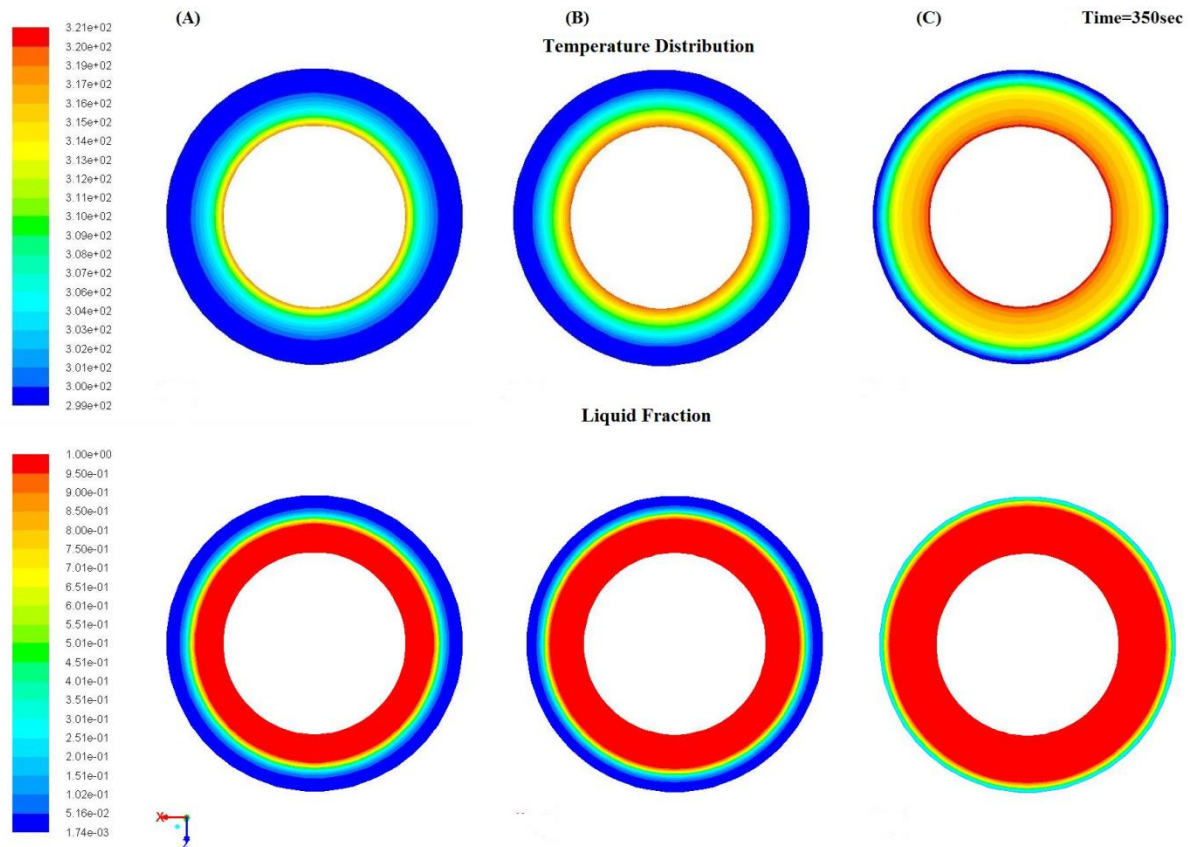 (A) (B) (C) Time=350sec
Temperature Distribution
3.21e+02
3.20e+02
3.19e+02
3.18e+02
3.17e+02
3.16e+02
3.15e+02
3.14e+02
3.13e+02
3.12e+02
3.11e+02
3.10e+02
3.09e+02
3.08e+02
3.07e+02
3.06e+02
3.04e+02
3.03e+02
3.02e+02
3.01e+02
3.00e+02
2.99e+02
Liquid Fraction
1.00e+00
9.50e-01
9.00e-01
8.50e-01
8.00e-01
7.50e-01
7.01e-01
6.51e-01
6.01e-01
5.51e-01
5.01e-01
4.51e-01
4.01e-01
3.51e-01
3.01e-01
2.51e-01
2.01e-01
1.51e-01
1.02e-01
5.16e-02
1.74e-03
X